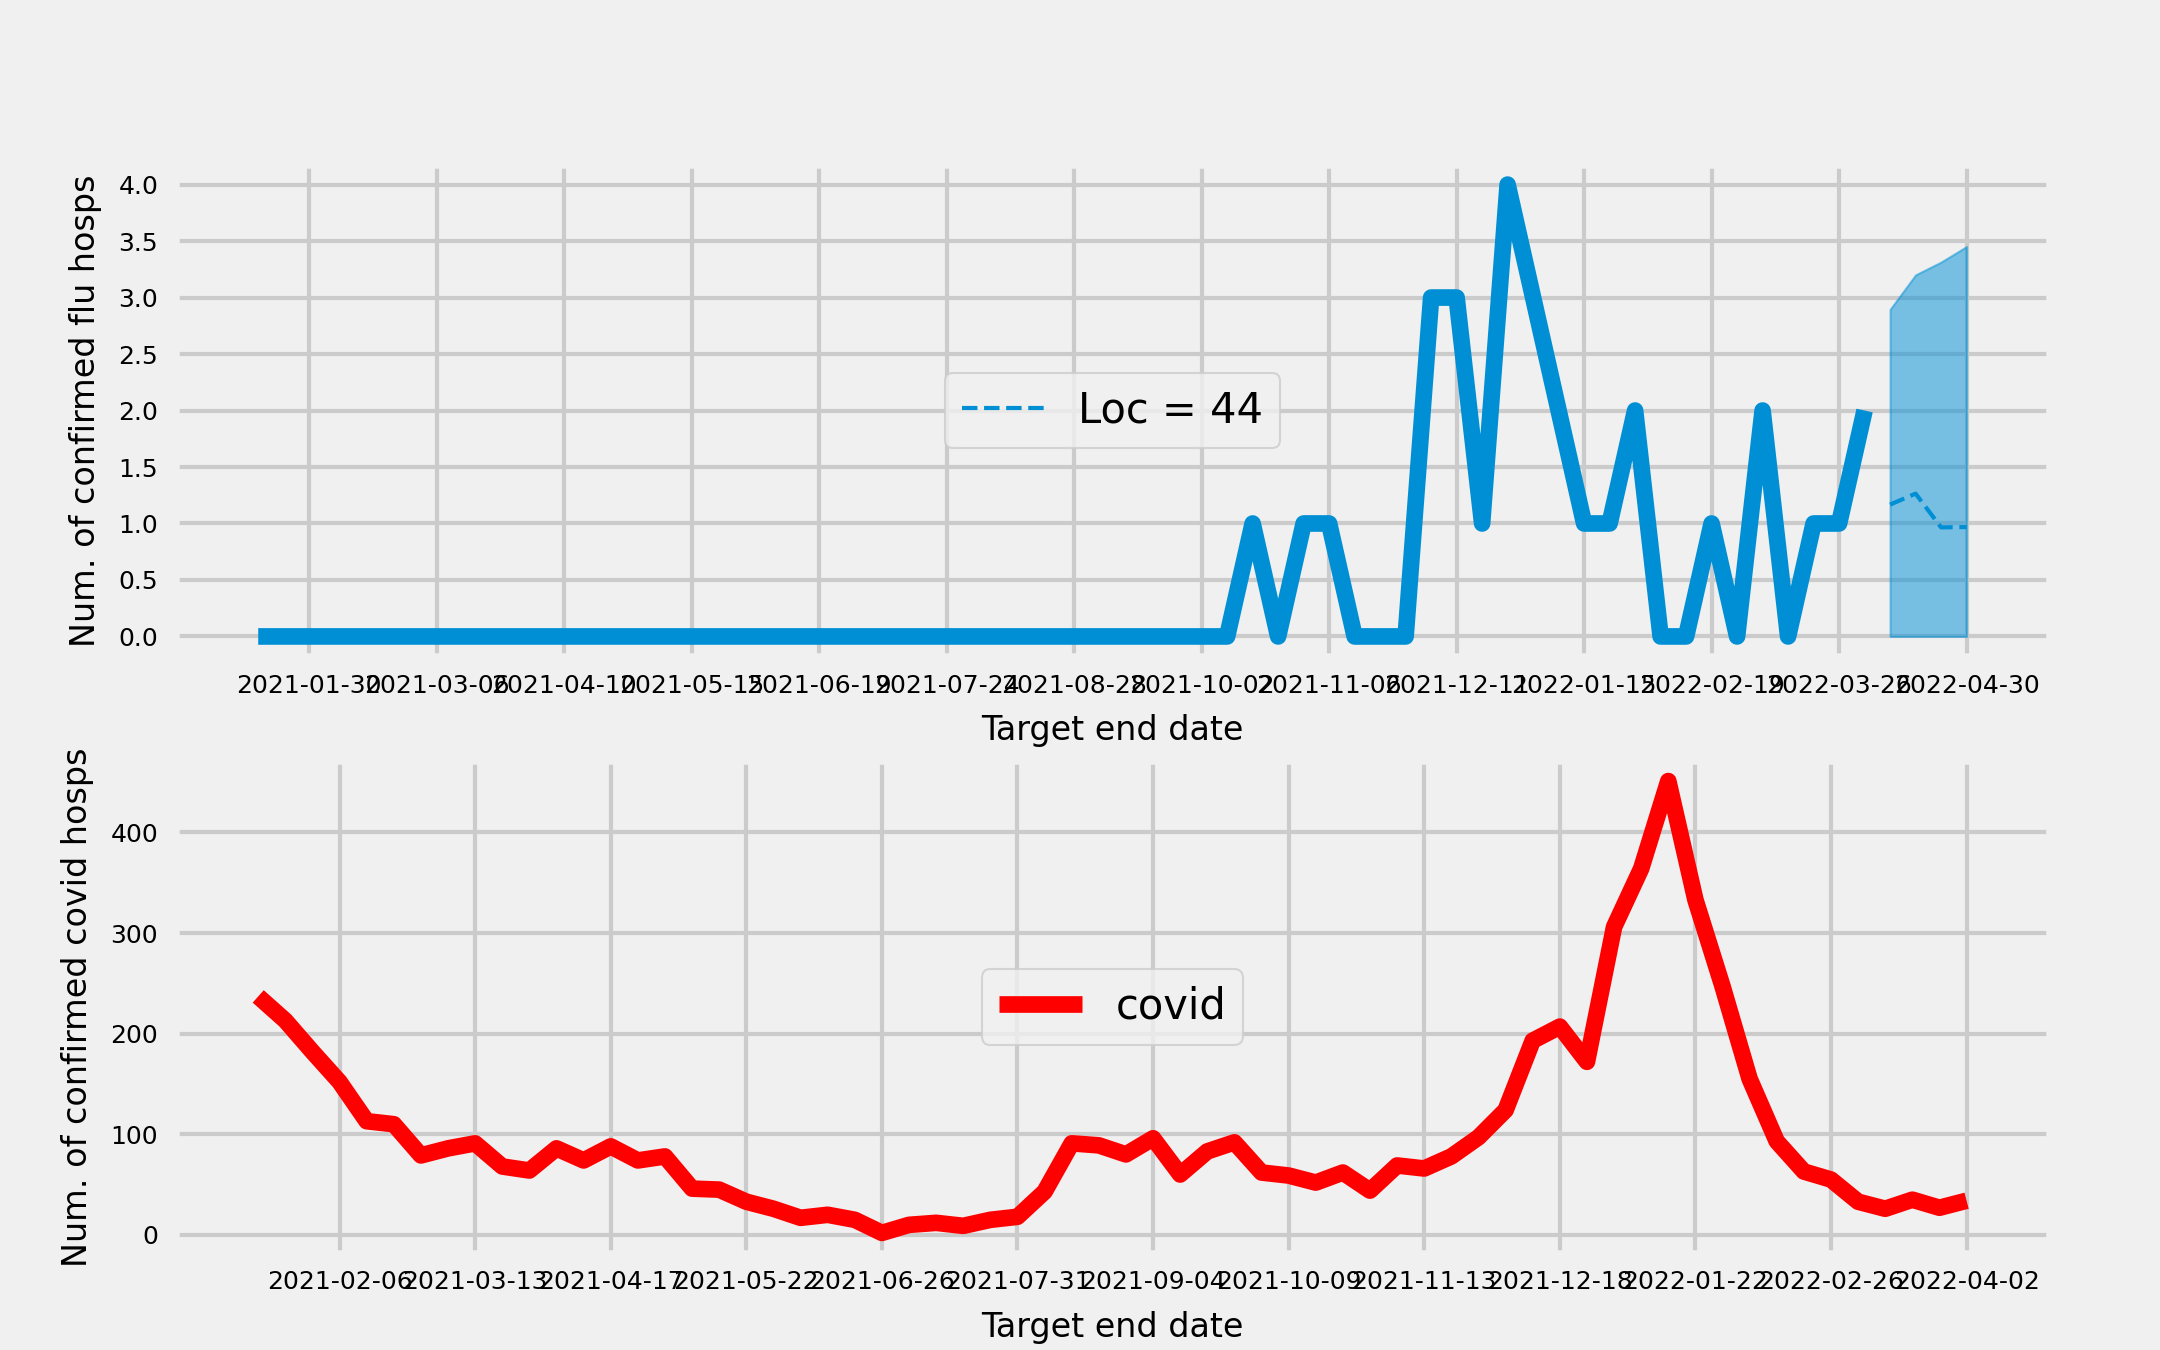 Num. of confirmed flu hosps
4.0
3.5
3.0
2.5
2.0
1.5
1.0
0.5
0.0
Loc = 44
2021-01-30 2021-03-06 2021-04-10 2021-05-15 2021-06-19 2021-07-24 2021-08-28 2021-10-02 2021-11-06 2021-12-11 2022-01-15 2022-02-19 2022-03-26 2022-04-30
Target end date
Num. of confirmed covid hosps
400
300
200
100
0
covid
2021-02-06 2021-03-13 2021-04-17 2021-05-22 2021-06-26 2021-07-31 2021-09-04 2021-10-09 2021-11-13 2021-12-18 2022-01-22 2022-02-26 2022-04-02
Target end date